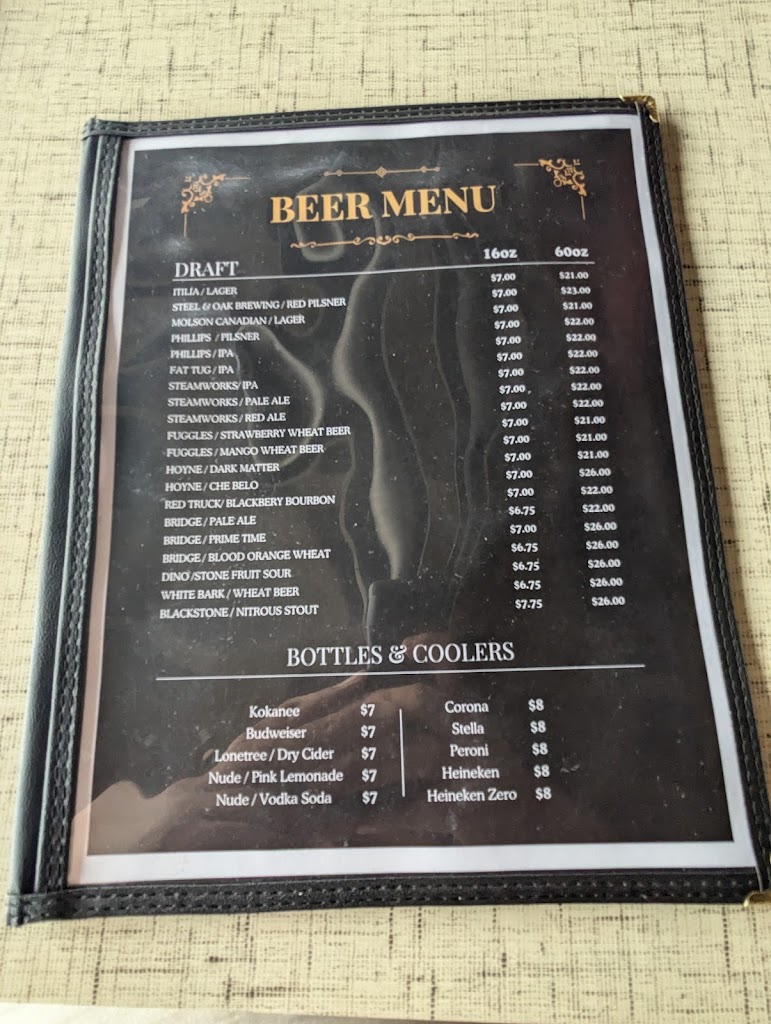 BEER MENU
DRAFT 16oz 60oz
ITILIA / LAGER $7.00 $21.00
STEEL & OAK BREWING / RED PILSNER $7.00 $23.00
MOLSON CANADIAN / LAGER $7.00 $21.00
PHILLIPS / PILSNER $7.00 $22.00
PHILLIPS / IPA $7.00 $22.00
FAT TUG / IPA $7.00 $22.00
STEAMWORKS/ IPA $7.00 $22.00
STEAMWORKS / PALE ALE $7.00 $22.00
STEAMWORKS / RED ALE $7.00 $22.00
FUGGLES / STRAWBERRY WHEAT BEER $7.00 $21.00
FUGGLES / MANGO WHEAT BEER $7.00 $21.00
HOYNE / DARK MATTER $7.00 $21.00
HOYNE / CHE BELO $7.00 $26.00
RED TRUCK/ BLACKBERY BOURBON $7.00 $22.00
BRIDGE / PALE ALE $6.75 $22.00
BRIDGE / PRIME TIME $7.00 $26.00
BRIDGE / BLOOD ORANGE WHEAT $6.75 $26.00
DINO /STONE FRUIT SOUR $6.75 $26.00
WHITE BARK / WHEAT BEER $6.75 $26.00
BLACKSTONE / NITROUS STOUT $7.75 $26.00
BOTTLES & COOLERS
Kokanee $7
Budweiser $7
Lonetree / Dry Cider $7
Nude / Pink Lemonade $7
Nude / Vodka Soda $7
Corona $8
Stella $8
Peroni $8
Heineken $8
Heineken Zero $8